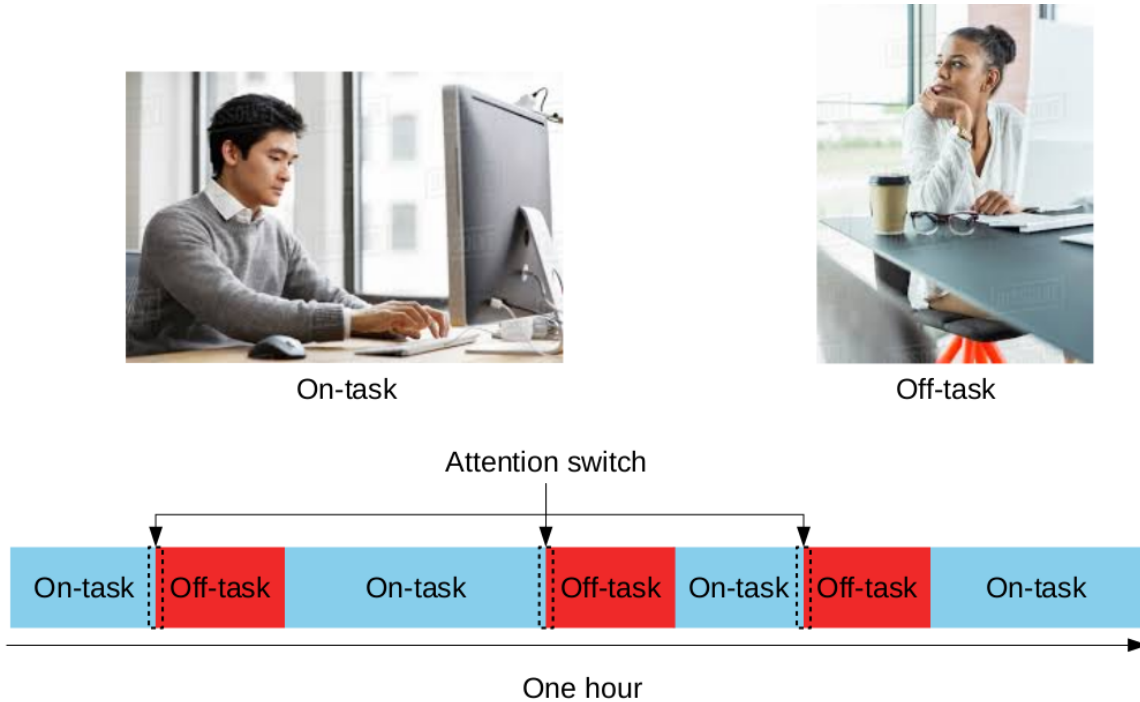 On-task
Off-task
Attention switch
On-task Off-task On-task Off-task On-task Off-task On-task
One hour